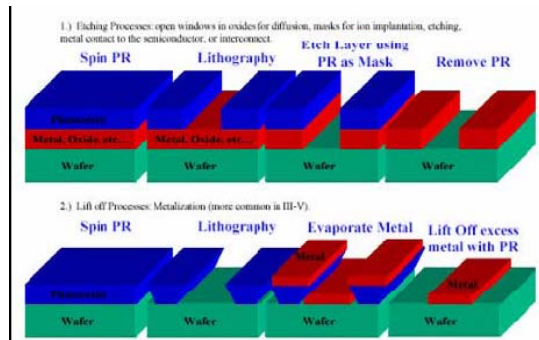 1.) Etching Processes: open windows in oxides for diffusion, masks for ion implantation, etching,
metal contact to the semiconductor, or interconnect.
Spin PR
Lithography
Etch Layer using
PR as Mask
Remove PR
Photoresist
Metal, Oxide, etc...
Metal, Oxide, etc...
Wafer
Wafer
Wafer
Wafer
2.) Lift off Processes: Metalization (more common in III-V).
Spin PR
Lithography
Evaporate Metal
Lift Off excess
metal with PR
Metal
Metal
Photoresist
Wafer
Wafer
Wafer
Wafer